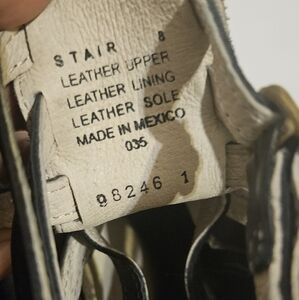 STAIR 8
LEATHER UPPER
LEATHER LINING
LEATHER SOLE
MADE IN MEXICO
035
98246 1